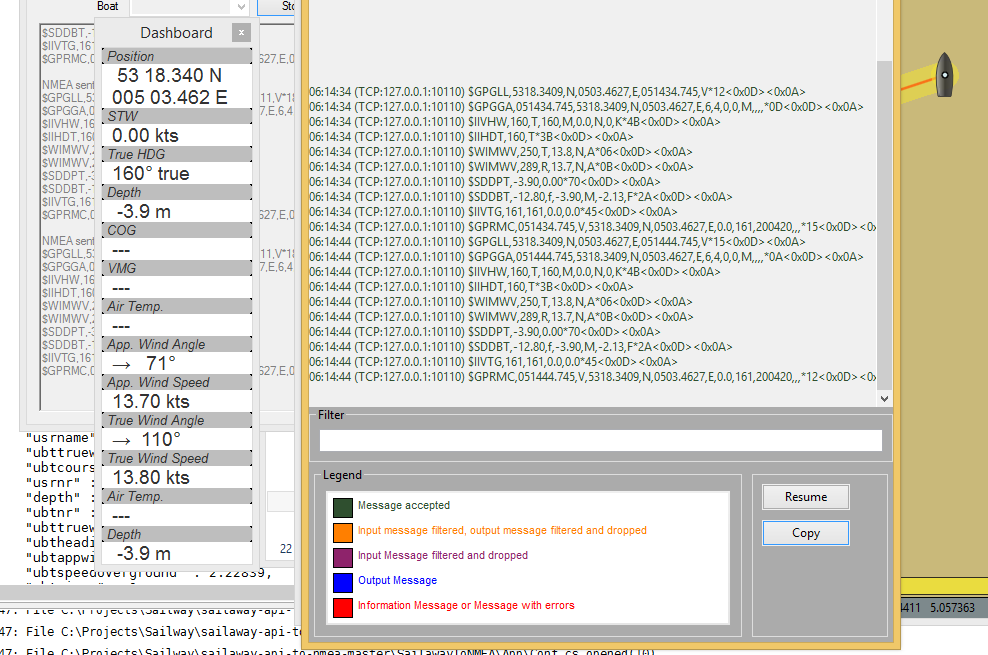 Boat
Sto
Dashboard
x
Position
53 18.340 N
005 03.462 E
STW
0.00 kts
True HDG
160° true
Depth
-3.9 m
COG
---
VMG
---
Air Temp.
---
App. Wind Angle
→ 71°
App. Wind Speed
13.70 kts
True Wind Angle
→ 110°
True Wind Speed
13.80 kts
Air Temp.
---
Depth
-3.9 m
$SDDBT,-
$IIVTG,16
$GPRMC,0
627,E,0
NMEA sent
$GPGLL,53
11,V*18
$GPGGA,0
7,E,6,4
$IIVHW,16
$IIHDT,160
$WIMWV,2
$WIMWV,2
$SDDPT,-3
$SDDBT,-1
$IIVTG,16
$GPRMC,0
627,E,0
NMEA sent
$GPGLL,53
11,V*1
$GPGGA,0
7,E,6,4
$IIVHW,16
$IIHDT,160
$WIMWV,2
$WIMWV,2
$SDDPT,-3
$SDDBT,-1
$IIVTG,16
$GPRMC,0
627,E,0
"usrname"
"ubttruew
"ubtcours
"usrnr" :
"depth" :
"ubtnr" :
"ubttruew
"ubtheadi
"ubtappwi
"ubtspeedoverground" : 2.22839,
22
06:14:34 (TCP:127.0.0.1:10110) $GPGLL,5318.3409,N,0503.4627,E,051434.745,V*12<0x0D><0x0A>
06:14:34 (TCP:127.0.0.1:10110) $GPGGA,051434.745,5318.3409,N,0503.4627,E,6,4,0,0,M,,,,*0D<0x0D><0x0A>
06:14:34 (TCP:127.0.0.1:10110) $IIVHW,160,T,160,M,0.0,N,0,K*4B<0x0D><0x0A>
06:14:34 (TCP:127.0.0.1:10110) $IIHDT,160,T*3B<0x0D><0x0A>
06:14:34 (TCP:127.0.0.1:10110) $WIMWV,250,T,13.8,N,A*06<0x0D><0x0A>
06:14:34 (TCP:127.0.0.1:10110) $WIMWV,289,R,13.7,N,A*0B<0x0D><0x0A>
06:14:34 (TCP:127.0.0.1:10110) $SDDPT,-3.90,0.00*70<0x0D><0x0A>
06:14:34 (TCP:127.0.0.1:10110) $SDDBT,-12.80,f,-3.90,M,-2.13,F*2A<0x0D><0x0A>
06:14:34 (TCP:127.0.0.1:10110) $IIVTG,161,161,0.0,0.0*45<0x0D><0x0A>
06:14:34 (TCP:127.0.0.1:10110) $GPRMC,051434.745,V,5318.3409,N,0503.4627,E,0.0,161,200420,,,*15<0x0D><0x
06:14:44 (TCP:127.0.0.1:10110) $GPGLL,5318.3409,N,0503.4627,E,051444.745,V*15<0x0D><0x0A>
06:14:44 (TCP:127.0.0.1:10110) $GPGGA,051444.745,5318.3409,N,0503.4627,E,6,4,0,0,M,,,,*0A<0x0D><0x0A>
06:14:44 (TCP:127.0.0.1:10110) $IIVHW,160,T,160,M,0.0,N,0,K*4B<0x0D><0x0A>
06:14:44 (TCP:127.0.0.1:10110) $IIHDT,160,T*3B<0x0D><0x0A>
06:14:44 (TCP:127.0.0.1:10110) $WIMWV,250,T,13.8,N,A*06<0x0D><0x0A>
06:14:44 (TCP:127.0.0.1:10110) $WIMWV,289,R,13.7,N,A*0B<0x0D><0x0A>
06:14:44 (TCP:127.0.0.1:10110) $SDDPT,-3.90,0.00*70<0x0D><0x0A>
06:14:44 (TCP:127.0.0.1:10110) $SDDBT,-12.80,f,-3.90,M,-2.13,F*2A<0x0D><0x0A>
06:14:44 (TCP:127.0.0.1:10110) $IIVTG,161,161,0.0,0.0*45<0x0D><0x0A>
06:14:44 (TCP:127.0.0.1:10110) $GPRMC,051444.745,V,5318.3409,N,0503.4627,E,0.0,161,200420,,,*12<0x0D><0x
Filter
Legend
Message accepted
Input message filtered, output message filtered and dropped
Input Message filtered and dropped
Output Message
Information Message or Message with errors
Resume
Copy
4411 5.057363
47: File C:\Projects\Sailway\sailaway-api-
47: File C:\Projects\Sailway\sailaway-api-to
47: File C:\Projects\Sailway\sailaway-api-to-nmea-master\SailawayToNMEA\App\Conf.cs opened(10)